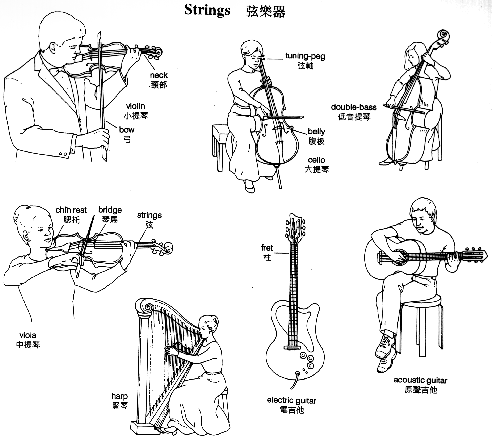 Strings 弦樂器
neck
頸部
violin
小提琴
bow
弓
tuning-peg
弦軸
belly
腹板
cello
大提琴
double-bass
低音提琴
chin rest
腮托
bridge
琴馬
strings
弦
viola
中提琴
harp
豎琴
fret
柱
electric guitar
電吉他
acoustic guitar
原聲吉他